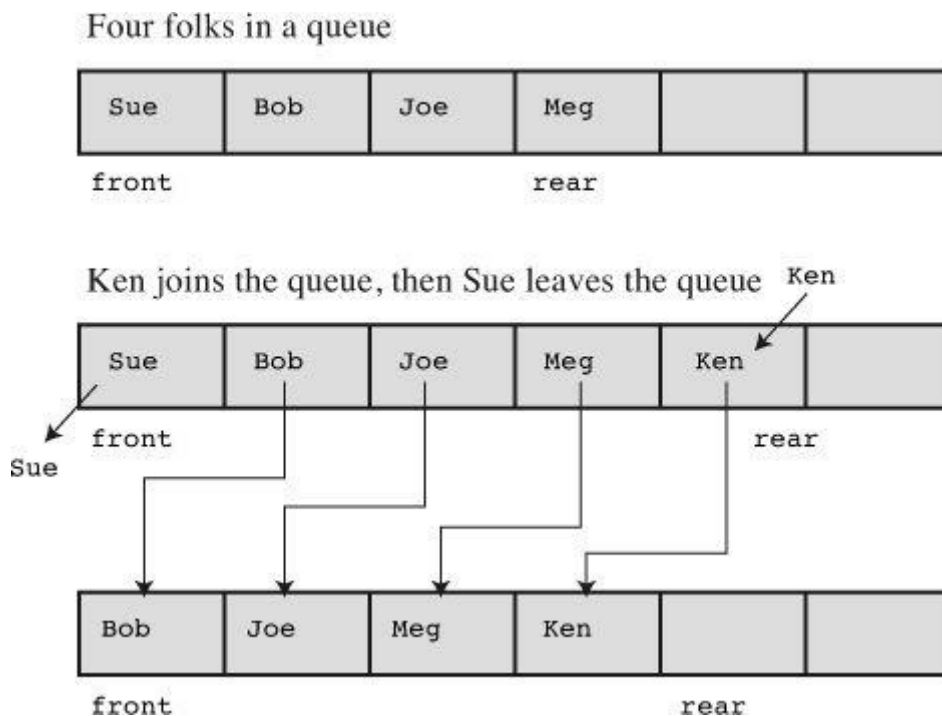 Four folks in a queue
Sue Bob Joe Meg
front rear
Ken joins the queue, then Sue leaves the queue Ken
Sue Bob Joe Meg Ken
front rear
Sue
Bob Joe Meg Ken
front rear